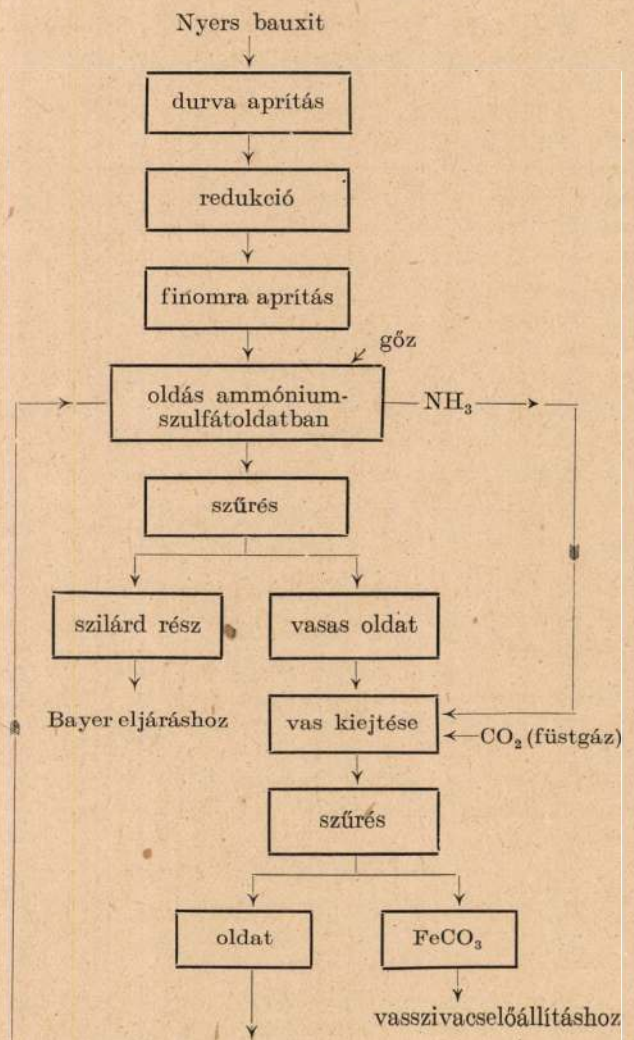 Nyers bauxit
durva aprítás
redukció
finomra aprítás
gőz
oldás ammónium-
szulfátoldatban
NH₃
szűrés
szilárd rész
vasas oldat
Bayer eljáráshoz
vas kiejtése
CO₂ (füstgáz)
szűrés
oldat
FeCO₃
vasszivacselőállításhoz